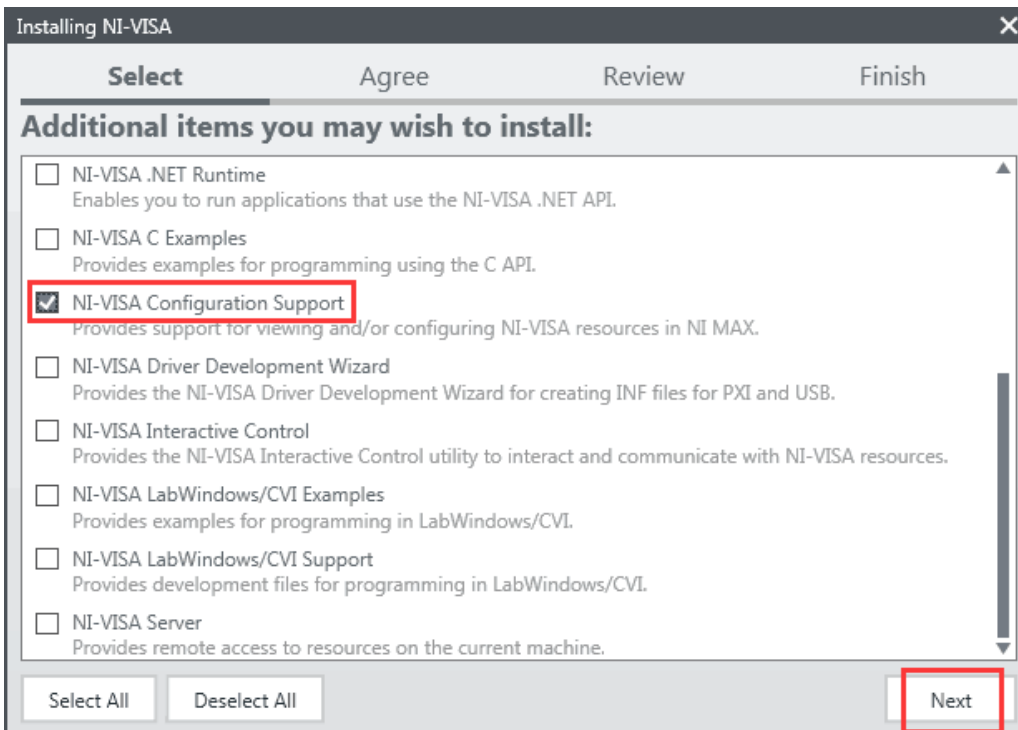 Installing NI-VISA
Select Agree Review Finish
Additional items you may wish to install:
NI-VISA .NET Runtime
Enables you to run applications that use the NI-VISA .NET API.
NI-VISA C Examples
Provides examples for programming using the C API.
NI-VISA Configuration Support
Provides support for viewing and/or configuring NI-VISA resources in NI MAX.
NI-VISA Driver Development Wizard
Provides the NI-VISA Driver Development Wizard for creating INF files for PXI and USB.
NI-VISA Interactive Control
Provides the NI-VISA Interactive Control utility to interact and communicate with NI-VISA resources.
NI-VISA LabWindows/CVI Examples
Provides examples for programming in LabWindows/CVI.
NI-VISA LabWindows/CVI Support
Provides development files for programming in LabWindows/CVI.
NI-VISA Server
Provides remote access to resources on the current machine.
Select All Deselect All Next